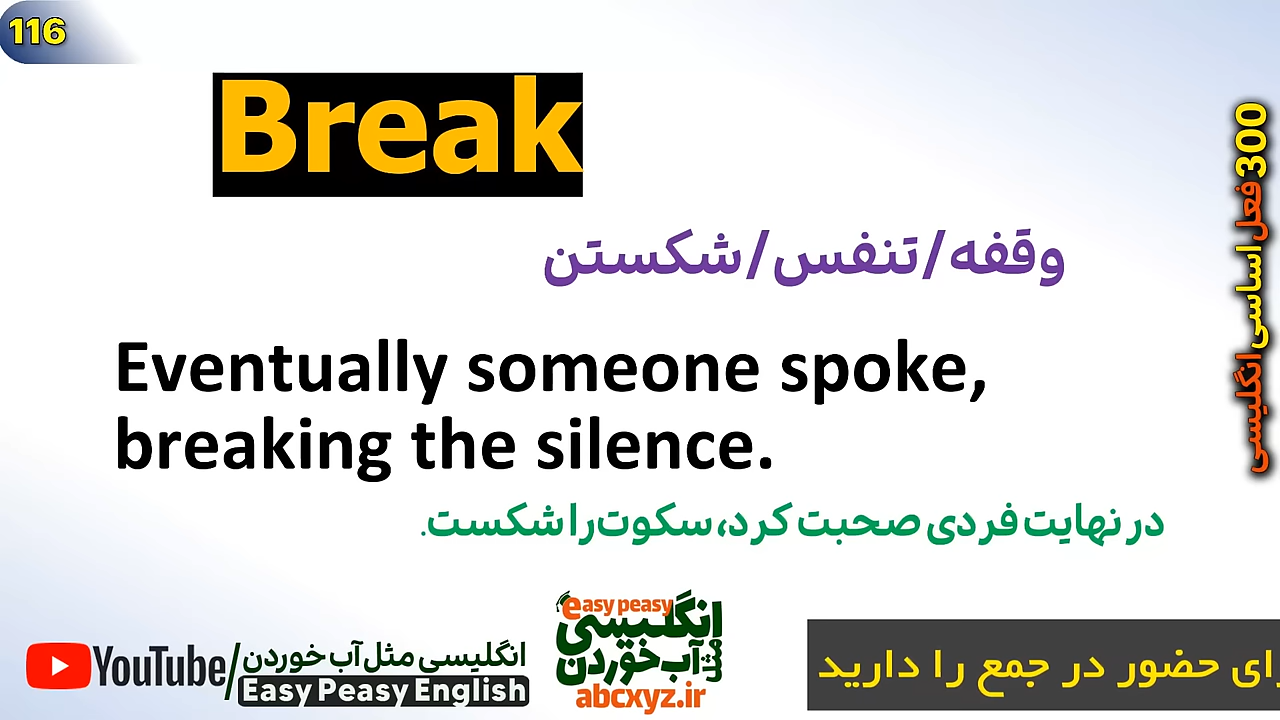 116
Break
وقفه/تنفس/شکستن
Eventually someone spoke,
breaking the silence.
در نهایت فردی صحبت کرد، سکوت را شکست.
300 فعل اساسی انگلیسی
YouTube/انگلیسی مثل آب خوردن
Easy Peasy English
easy peasy
انگلیسی
مثل آب خوردن
abcxyz.ir
حضور در جمع را دارید